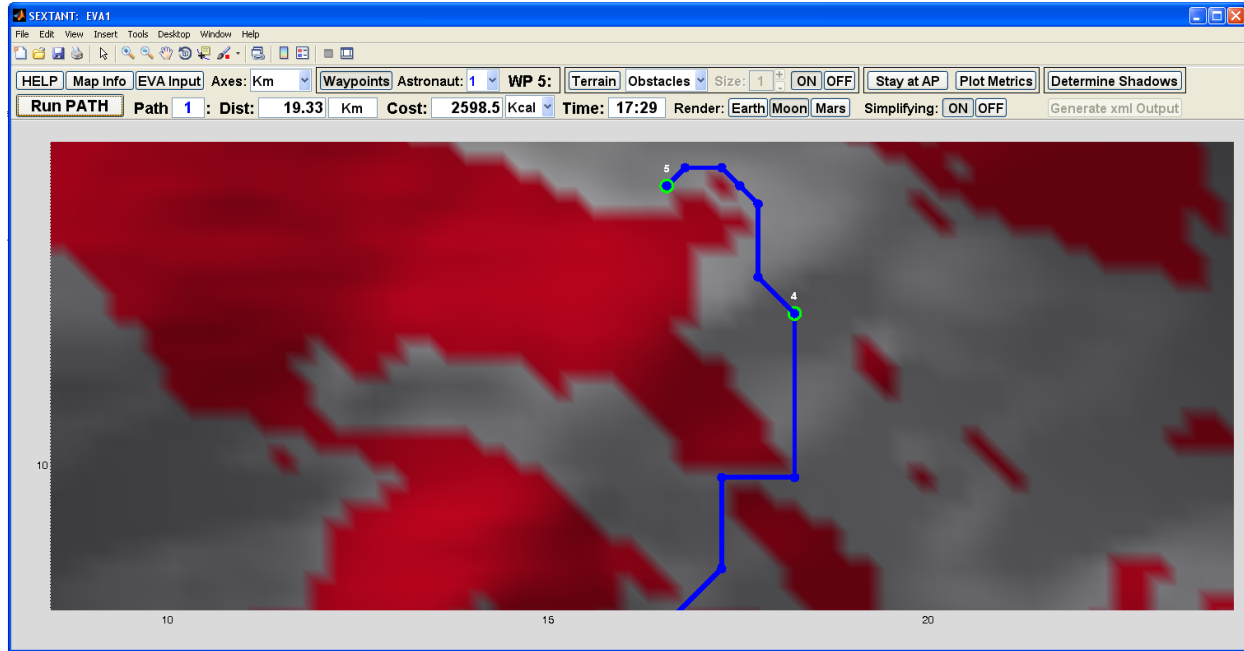 SEXTANT: EVA1
File Edit View Insert Tools Desktop Window Help
HELP Map Info EVA Input Axes: Km Waypoints Astronaut: 1 WP 5: Terrain Obstacles Size: 1 ON OFF Stay at AP Plot Metrics Determine Shadows
Run PATH Path 1 : Dist: 19.33 Km Cost: 2598.5 Kcal Time: 17:29 Render: Earth Moon Mars Simplifying: ON OFF Generate xml Output
5
4
10
10 15 20